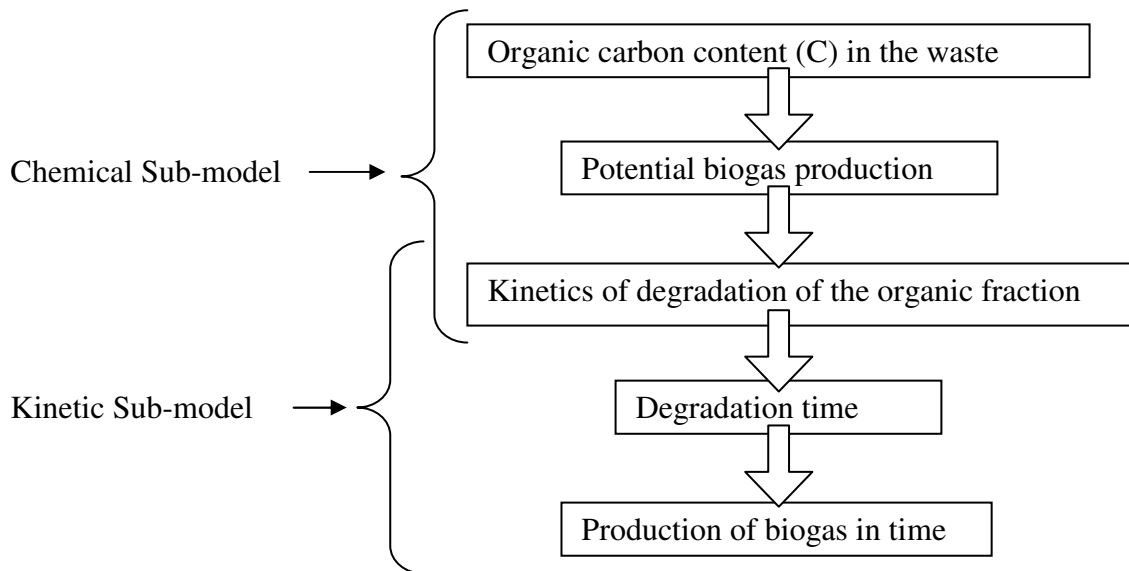 Organic carbon content (C) in the waste
Potential biogas production
Chemical Sub-model
Kinetics of degradation of the organic fraction
Degradation time
Kinetic Sub-model
Production of biogas in time